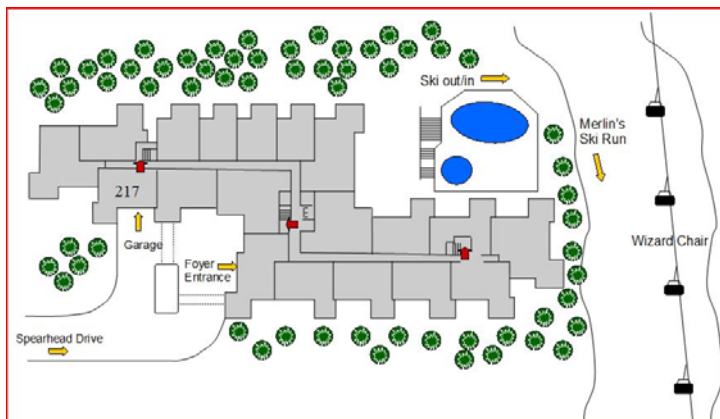 Ski out/in
Merlin's
Ski Run
217
Wizard Chair
Garage
E
Foyer
Entrance
Spearhead Drive